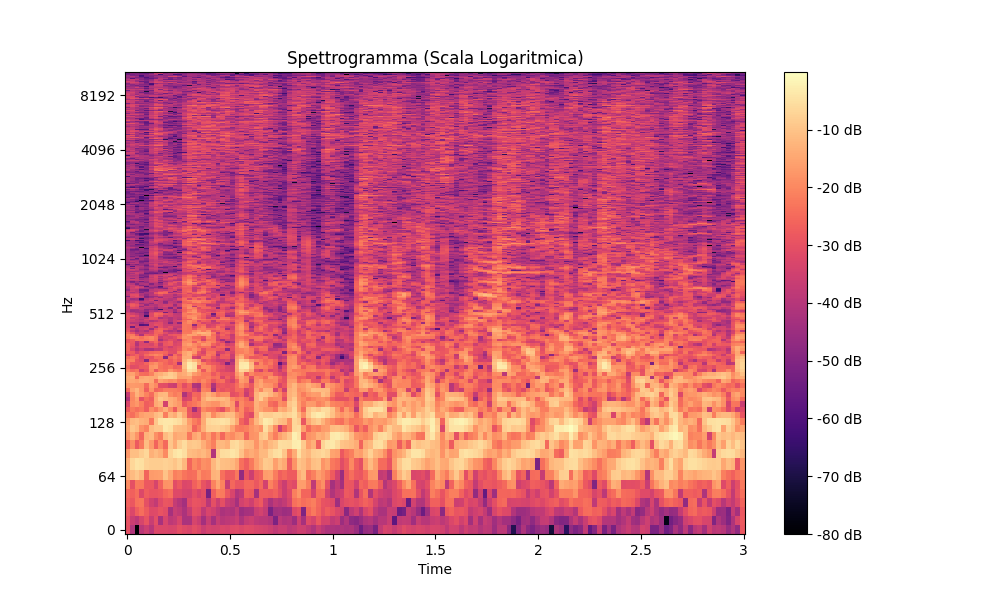 Spettrogramma (Scala Logaritmica)
8192
4096
2048
1024
512
256
128
64
0
Hz
0
0.5
1
1.5
2
2.5
3
Time
-10 dB
-20 dB
-30 dB
-40 dB
-50 dB
-60 dB
-70 dB
-80 dB